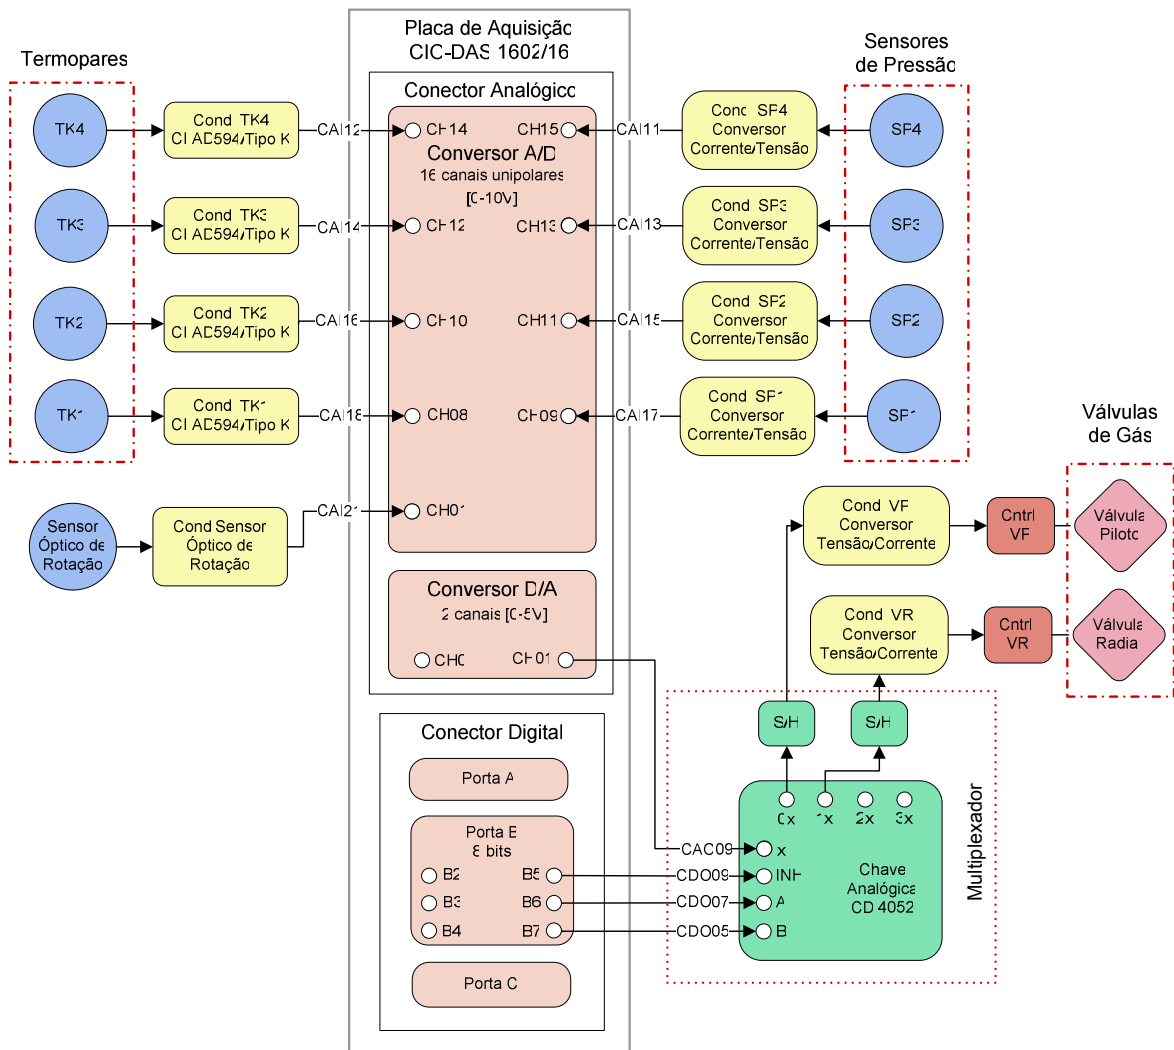 Placa de Aquisição
CIC-DAS 1602/16
Termopares
Sensores
de Pressão
Conector Analógico
TK4
Cond TK4
CI AD594/Tipo K
CAI12
CH14
CH15
CAI11
Cond SP4
Conversor
Corrente/Tensão
SP4
Conversor A/D
16 canais unipolares
[0-10V]
TK3
Cond TK3
CI AD594/Tipo K
CAI14
CH12
CH13
CAI13
Cond SP3
Conversor
Corrente/Tensão
SP3
TK2
Cond TK2
CI AD594/Tipo K
CAI16
CH10
CH11
CAI15
Cond SP2
Conversor
Corrente/Tensão
SP2
TK1
Cond TK1
CI AD594/Tipo K
CAI18
CH08
CH09
CAI17
Cond SP1
Conversor
Corrente/Tensão
SP1
Válvulas
de Gás
Sensor
Óptico de
Rotação
Cond Sensor
Óptico de
Rotação
CAI21
CH01
Cond VP
Conversor
Tensão/Corrente
Cntrl
VP
Válvula
Piloto
Conversor D/A
2 canais [0-5V]
CH0
CH01
Cond VR
Conversor
Tensão/Corrente
Cntrl
VR
Válvula
Radial
Conector Digital
S/H
S/H
Porta A
Porta B
8 bits
B2
B5
B3
B6
B4
B7
Porta C
0x
1x
2x
3x
CAO09
x
CDO09
INH
CDO07
A
CDO05
B
Chave
Analógica
CD 4052
Multiplexador